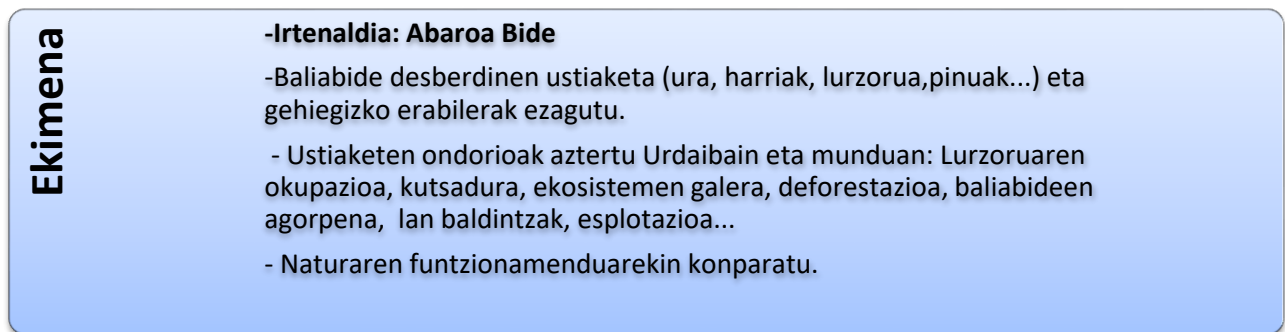 Ekimena
-Irtenaldia: Abaroa Bide
-Baliabide desberdinen ustiaketa (ura, harriak, lurzorua,pinuak...) eta
gehiegizko erabilerak ezagutu.
- Ustiaketen ondorioak aztertu Urdaibain eta munduan: Lurzoruaren
okupazioa, kutsadura, ekosistemen galera, deforestazioa, baliabideen
agorpena,  lan baldintzak, esplotazioa...
- Naturaren funtzionamenduarekin konparatu.